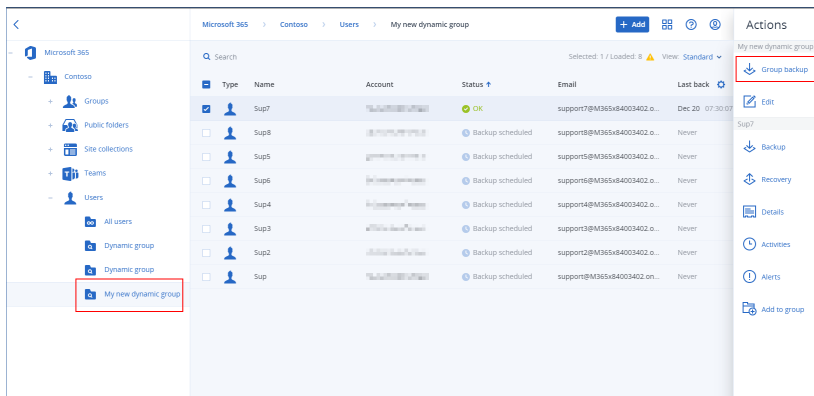 Microsoft 365 > Contoso > Users > My new dynamic group
+ Add
Actions
Microsoft 365
Contoso
Groups
Public folders
Site collections
Teams
Users
All users
Dynamic group
Dynamic group
My new dynamic group
Search
Selected: 1 / Loaded: 8 View: Standard
Type Name Account Status Email Last back
Sup7 OK support7@M365x84003402.o... Dec 20 07:30:07
Sup8 Backup scheduled support8@M365x84003402.o... Never
Sup5 Backup scheduled support5@M365x84003402.o... Never
Sup6 Backup scheduled support6@M365x84003402.o... Never
Sup4 Backup scheduled support4@M365x84003402.o... Never
Sup3 Backup scheduled support3@M365x84003402.o... Never
Sup2 Backup scheduled support2@M365x84003402.o... Never
Sup Backup scheduled support@M365x84003402.on... Never
My new dynamic group
Group backup
Edit
Sup7
Backup
Recovery
Details
Activities
Alerts
Add to group